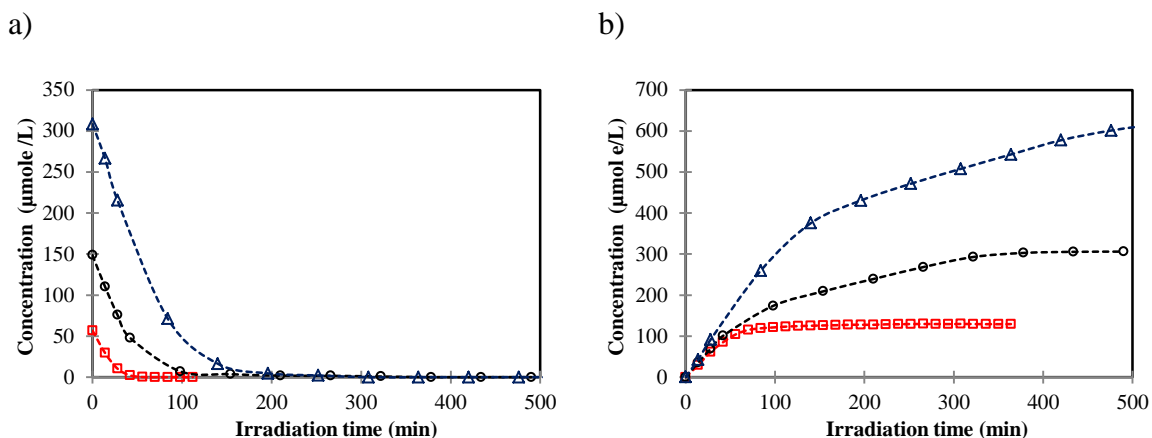 a)
350
300
250
200
150
100
50
0
Concentration (µmole /L)
0 100 200 300 400 500
Irradiation time (min)
b)
700
600
500
400
300
200
100
0
Concentration (µmol e/L)
0 100 200 300 400 500
Irradiation time (min)